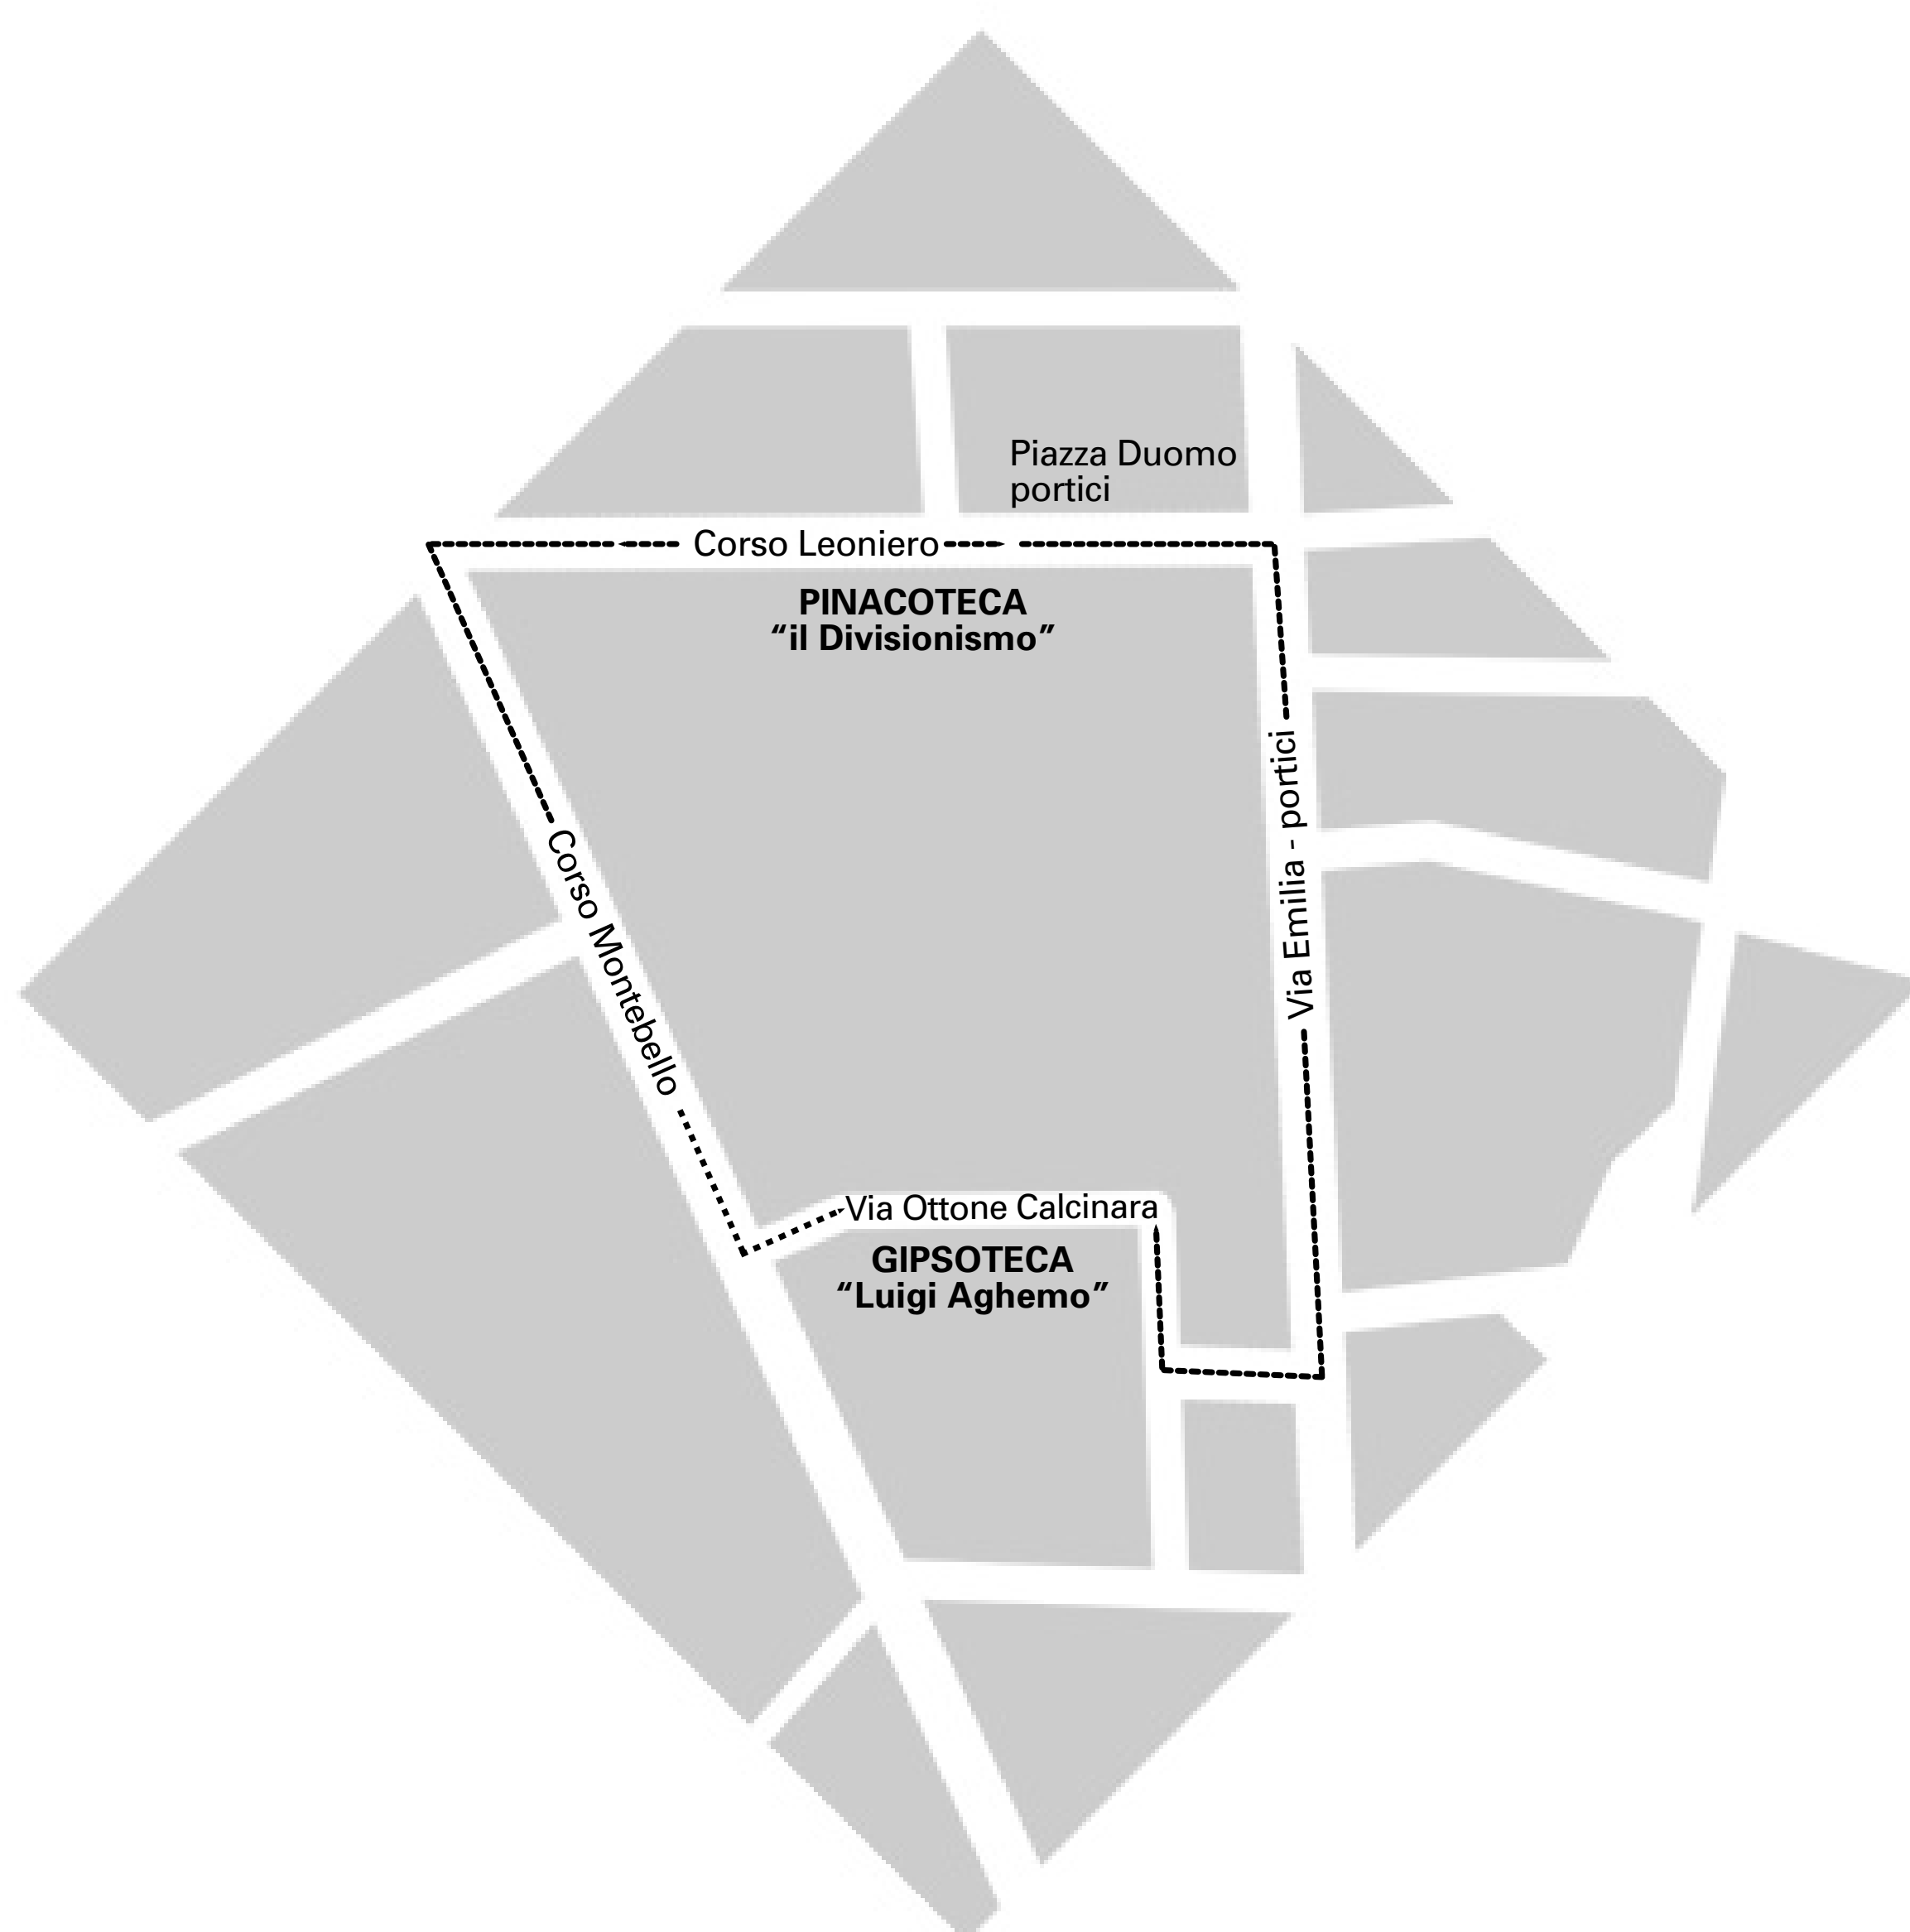 Piazza Duomo
portici
Corso Leoniero
PINACOTECA
“il Divisionismo”
Via Emilia - portici
Corso Montebello
Via Ottone Calcinara
GIPSOTECA
“Luigi Aghemo”